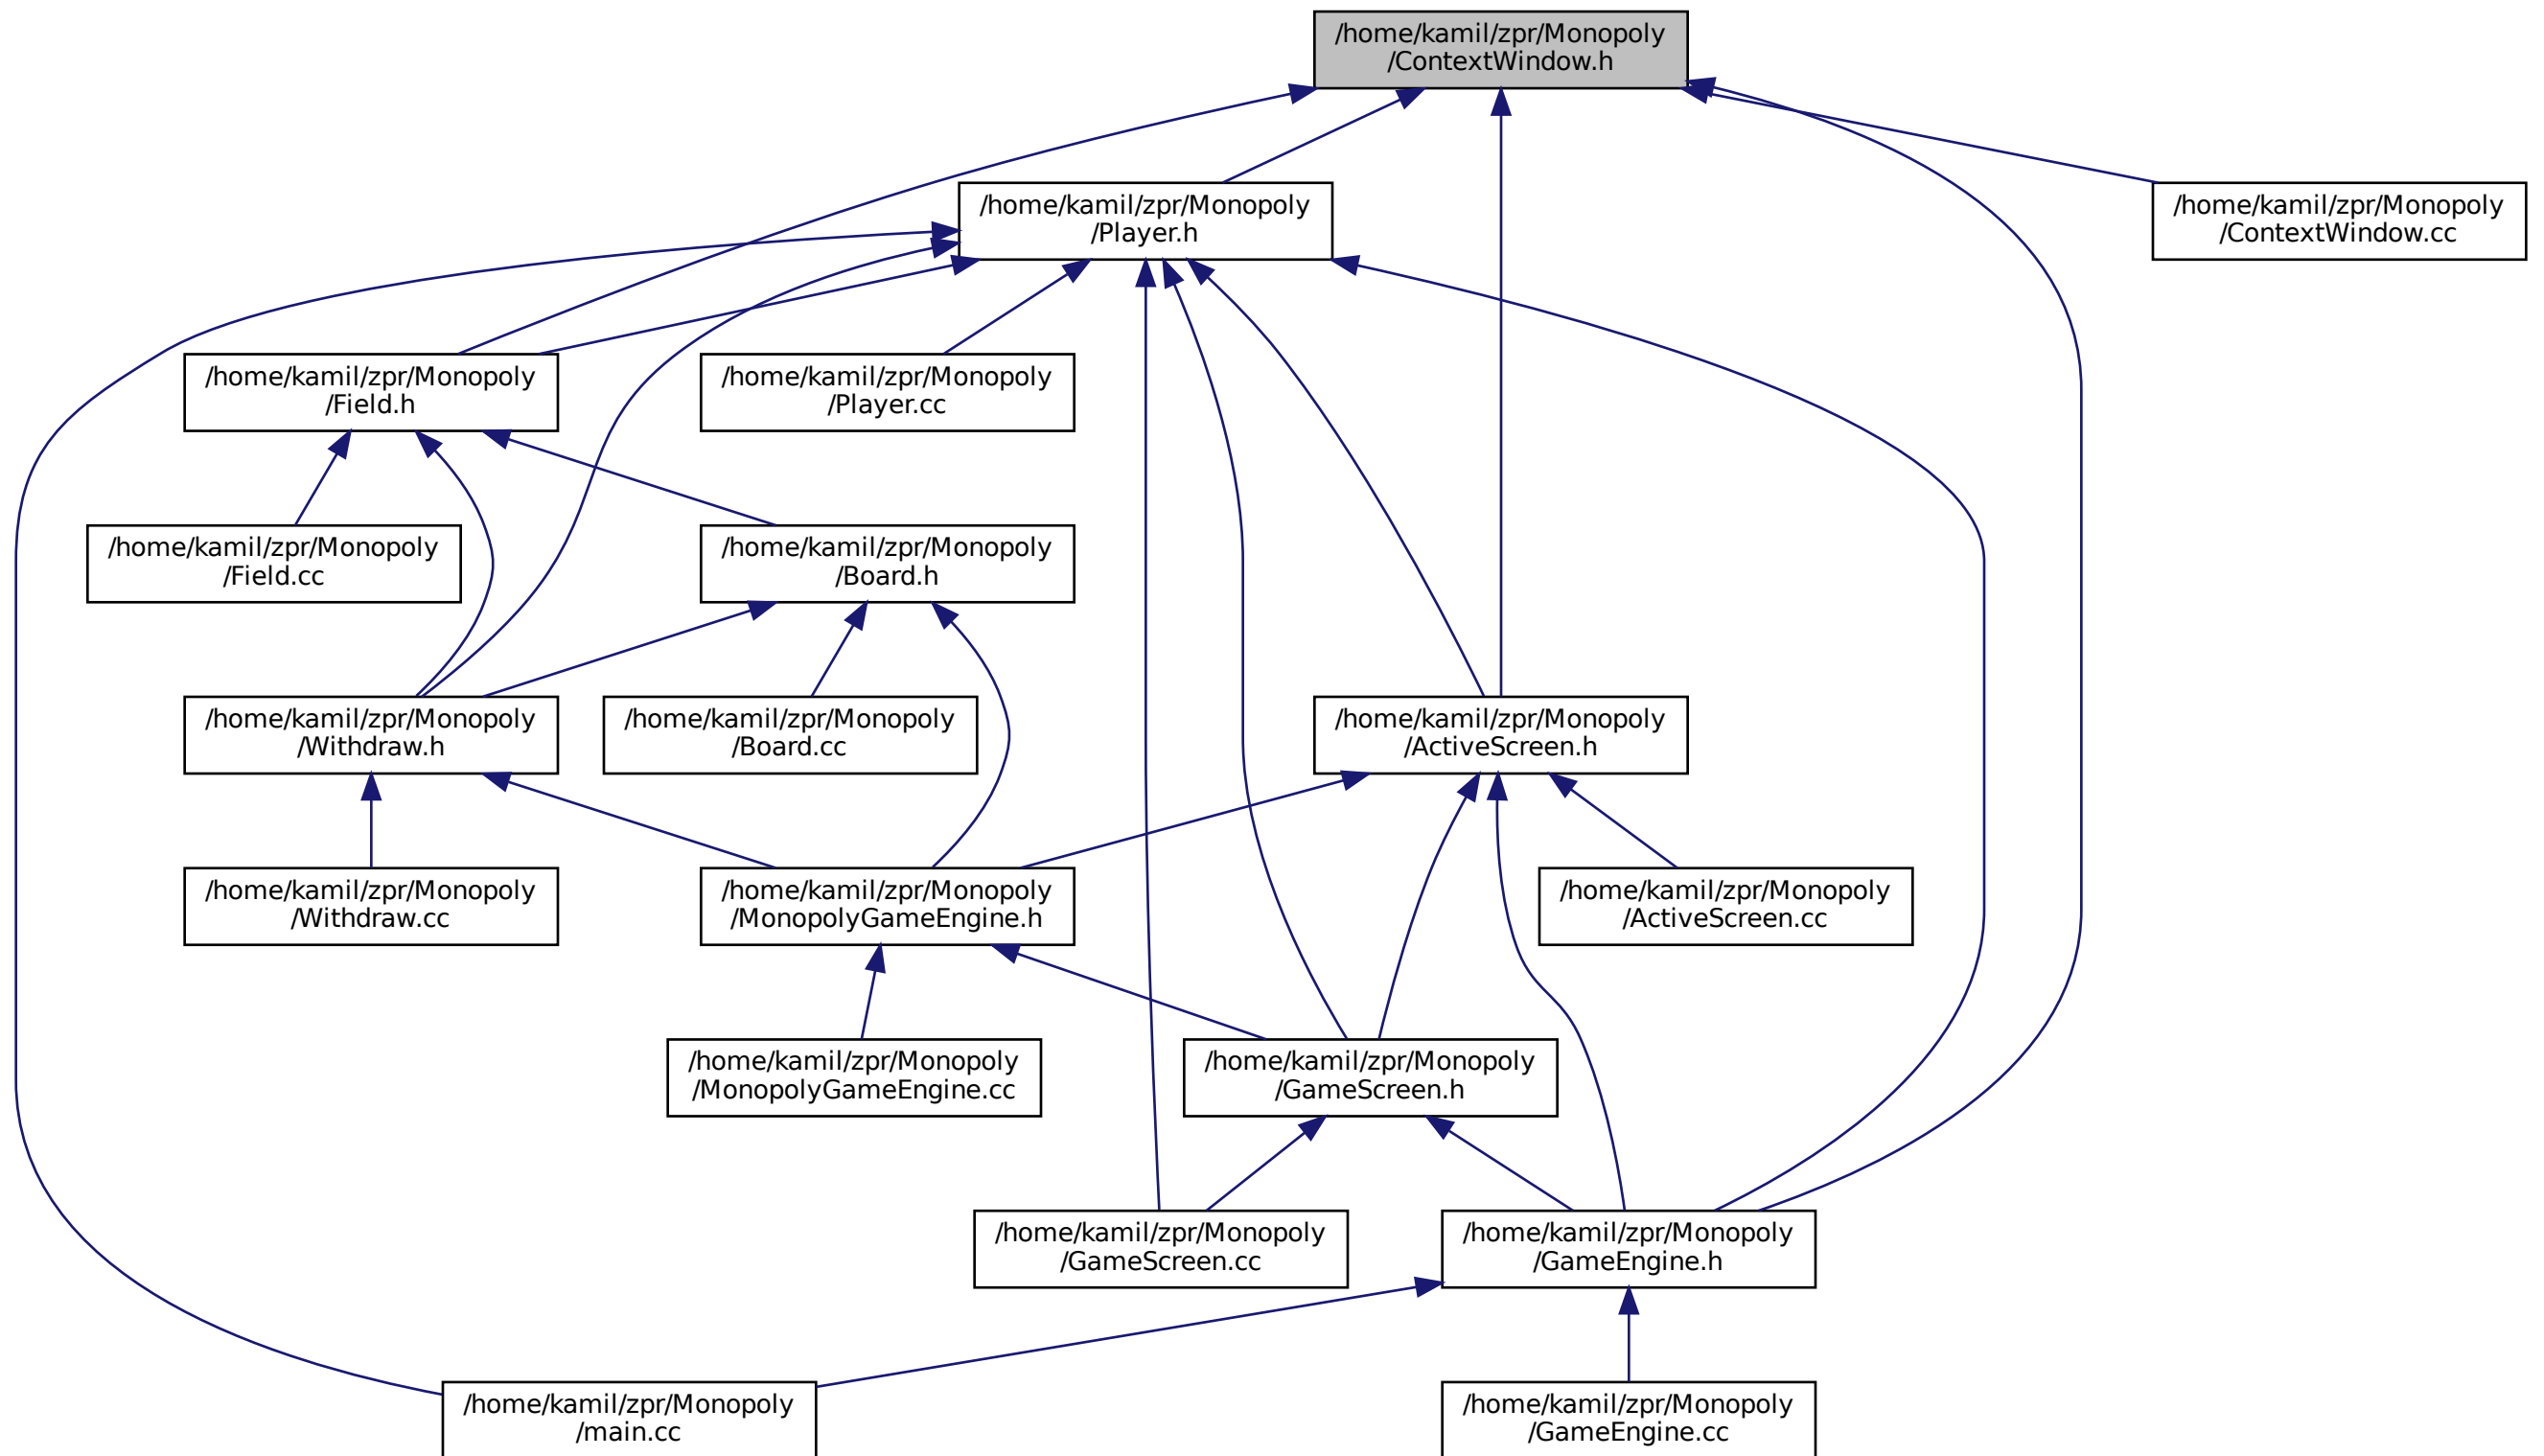 /home/kamil/zpr/Monopoly
/ContextWindow.h
/home/kamil/zpr/Monopoly
/Player.h
/home/kamil/zpr/Monopoly
/ContextWindow.cc
/home/kamil/zpr/Monopoly
/Field.h
/home/kamil/zpr/Monopoly
/Player.cc
/home/kamil/zpr/Monopoly
/Field.cc
/home/kamil/zpr/Monopoly
/Board.h
/home/kamil/zpr/Monopoly
/Withdraw.h
/home/kamil/zpr/Monopoly
/Board.cc
/home/kamil/zpr/Monopoly
/ActiveScreen.h
/home/kamil/zpr/Monopoly
/Withdraw.cc
/home/kamil/zpr/Monopoly
/MonopolyGameEngine.h
/home/kamil/zpr/Monopoly
/ActiveScreen.cc
/home/kamil/zpr/Monopoly
/MonopolyGameEngine.cc
/home/kamil/zpr/Monopoly
/GameScreen.h
/home/kamil/zpr/Monopoly
/GameScreen.cc
/home/kamil/zpr/Monopoly
/GameEngine.h
/home/kamil/zpr/Monopoly
/main.cc
/home/kamil/zpr/Monopoly
/GameEngine.cc